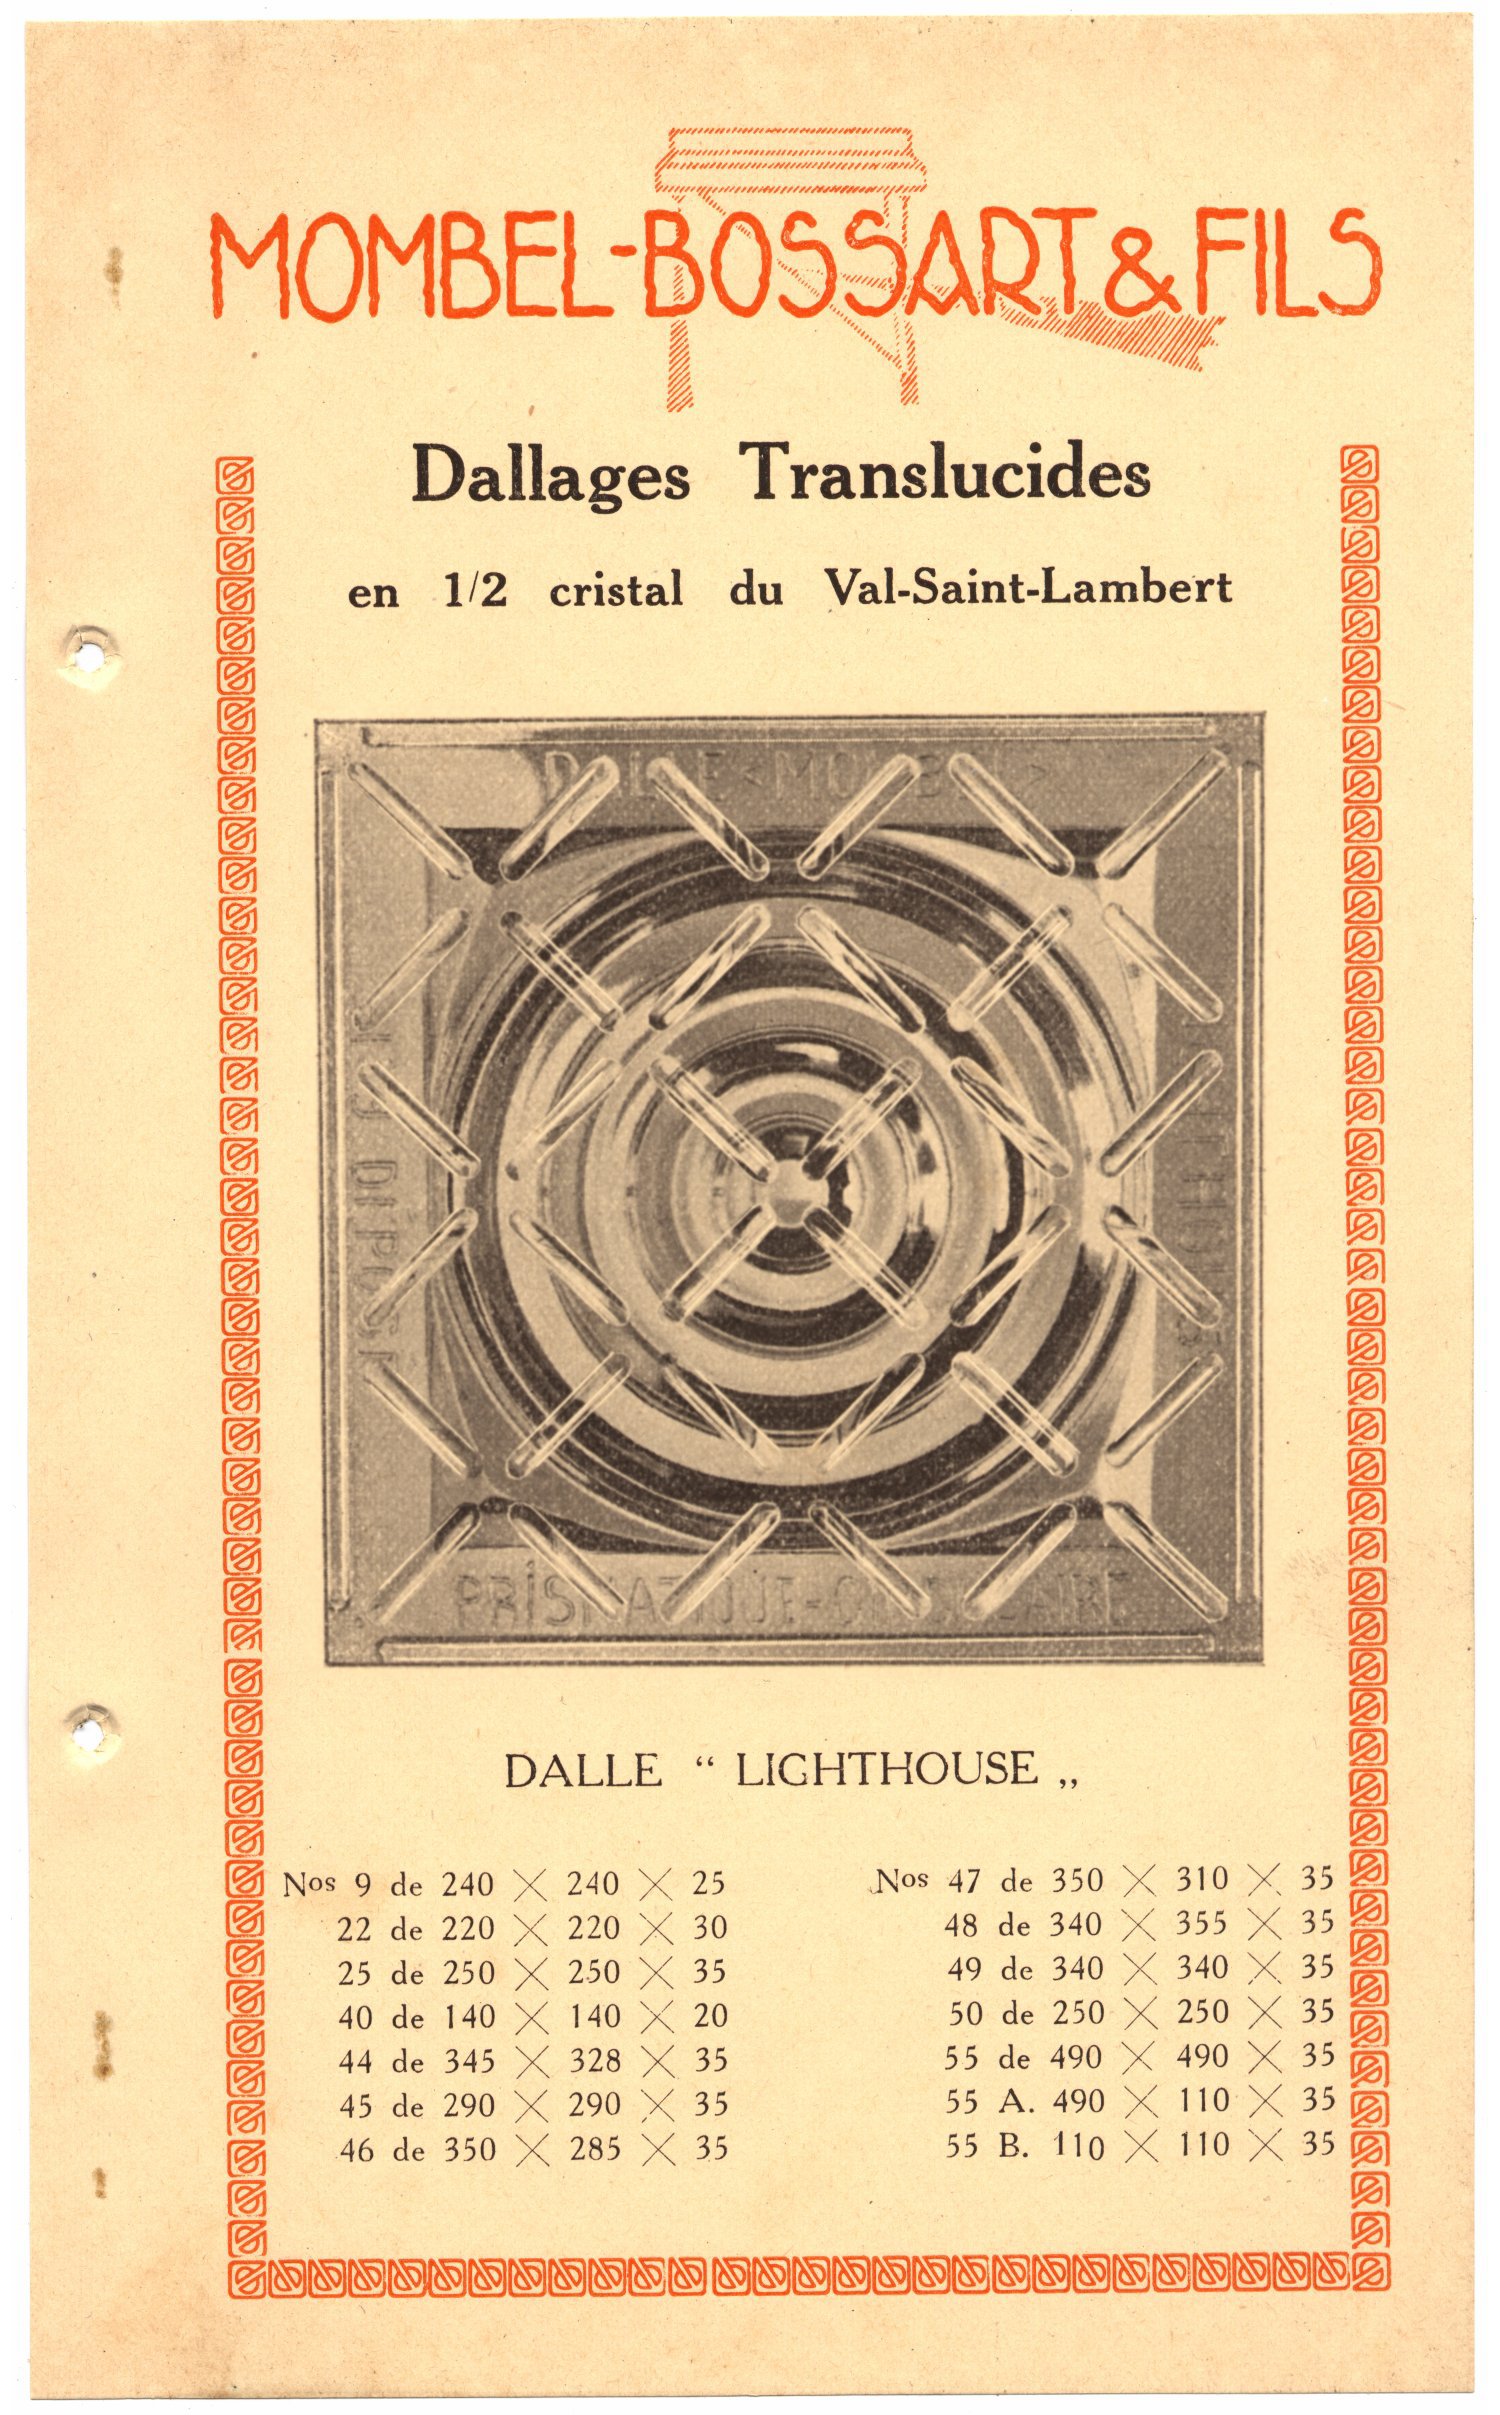 MOMBEL-BOSSART & FILS
Dallages Translucides
en 1/2 cristal du Val-Saint-Lambert
DALLE
DÉPOSÉ
DALLE “ LIGHTHOUSE „
Nos 9 de 240 × 240 × 25
22 de 220 × 220 × 30
25 de 250 × 250 × 35
40 de 140 × 140 × 20
44 de 345 × 328 × 35
45 de 290 × 290 × 35
46 de 350 × 285 × 35
Nos 47 de 350 × 310 × 35
48 de 340 × 355 × 35
49 de 340 × 340 × 35
50 de 250 × 250 × 35
55 de 490 × 490 × 35
55 A. 490 × 110 × 35
55 B. 110 × 110 × 35